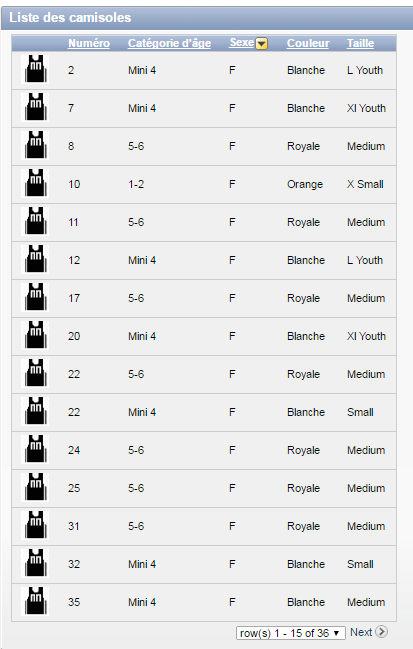 Liste des camisoles
Numéro Catégorie d'âge Sexe Couleur Taille
2 Mini 4 F Blanche L Youth
7 Mini 4 F Blanche Xl Youth
8 5-6 F Royale Medium
10 1-2 F Orange X Small
11 5-6 F Royale Medium
12 Mini 4 F Blanche L Youth
17 5-6 F Royale Medium
20 Mini 4 F Blanche Xl Youth
22 5-6 F Royale Medium
22 Mini 4 F Blanche Small
24 5-6 F Royale Medium
25 5-6 F Royale Medium
31 5-6 F Royale Medium
32 Mini 4 F Blanche Small
35 Mini 4 F Blanche Medium
row(s) 1 - 15 of 36 Next